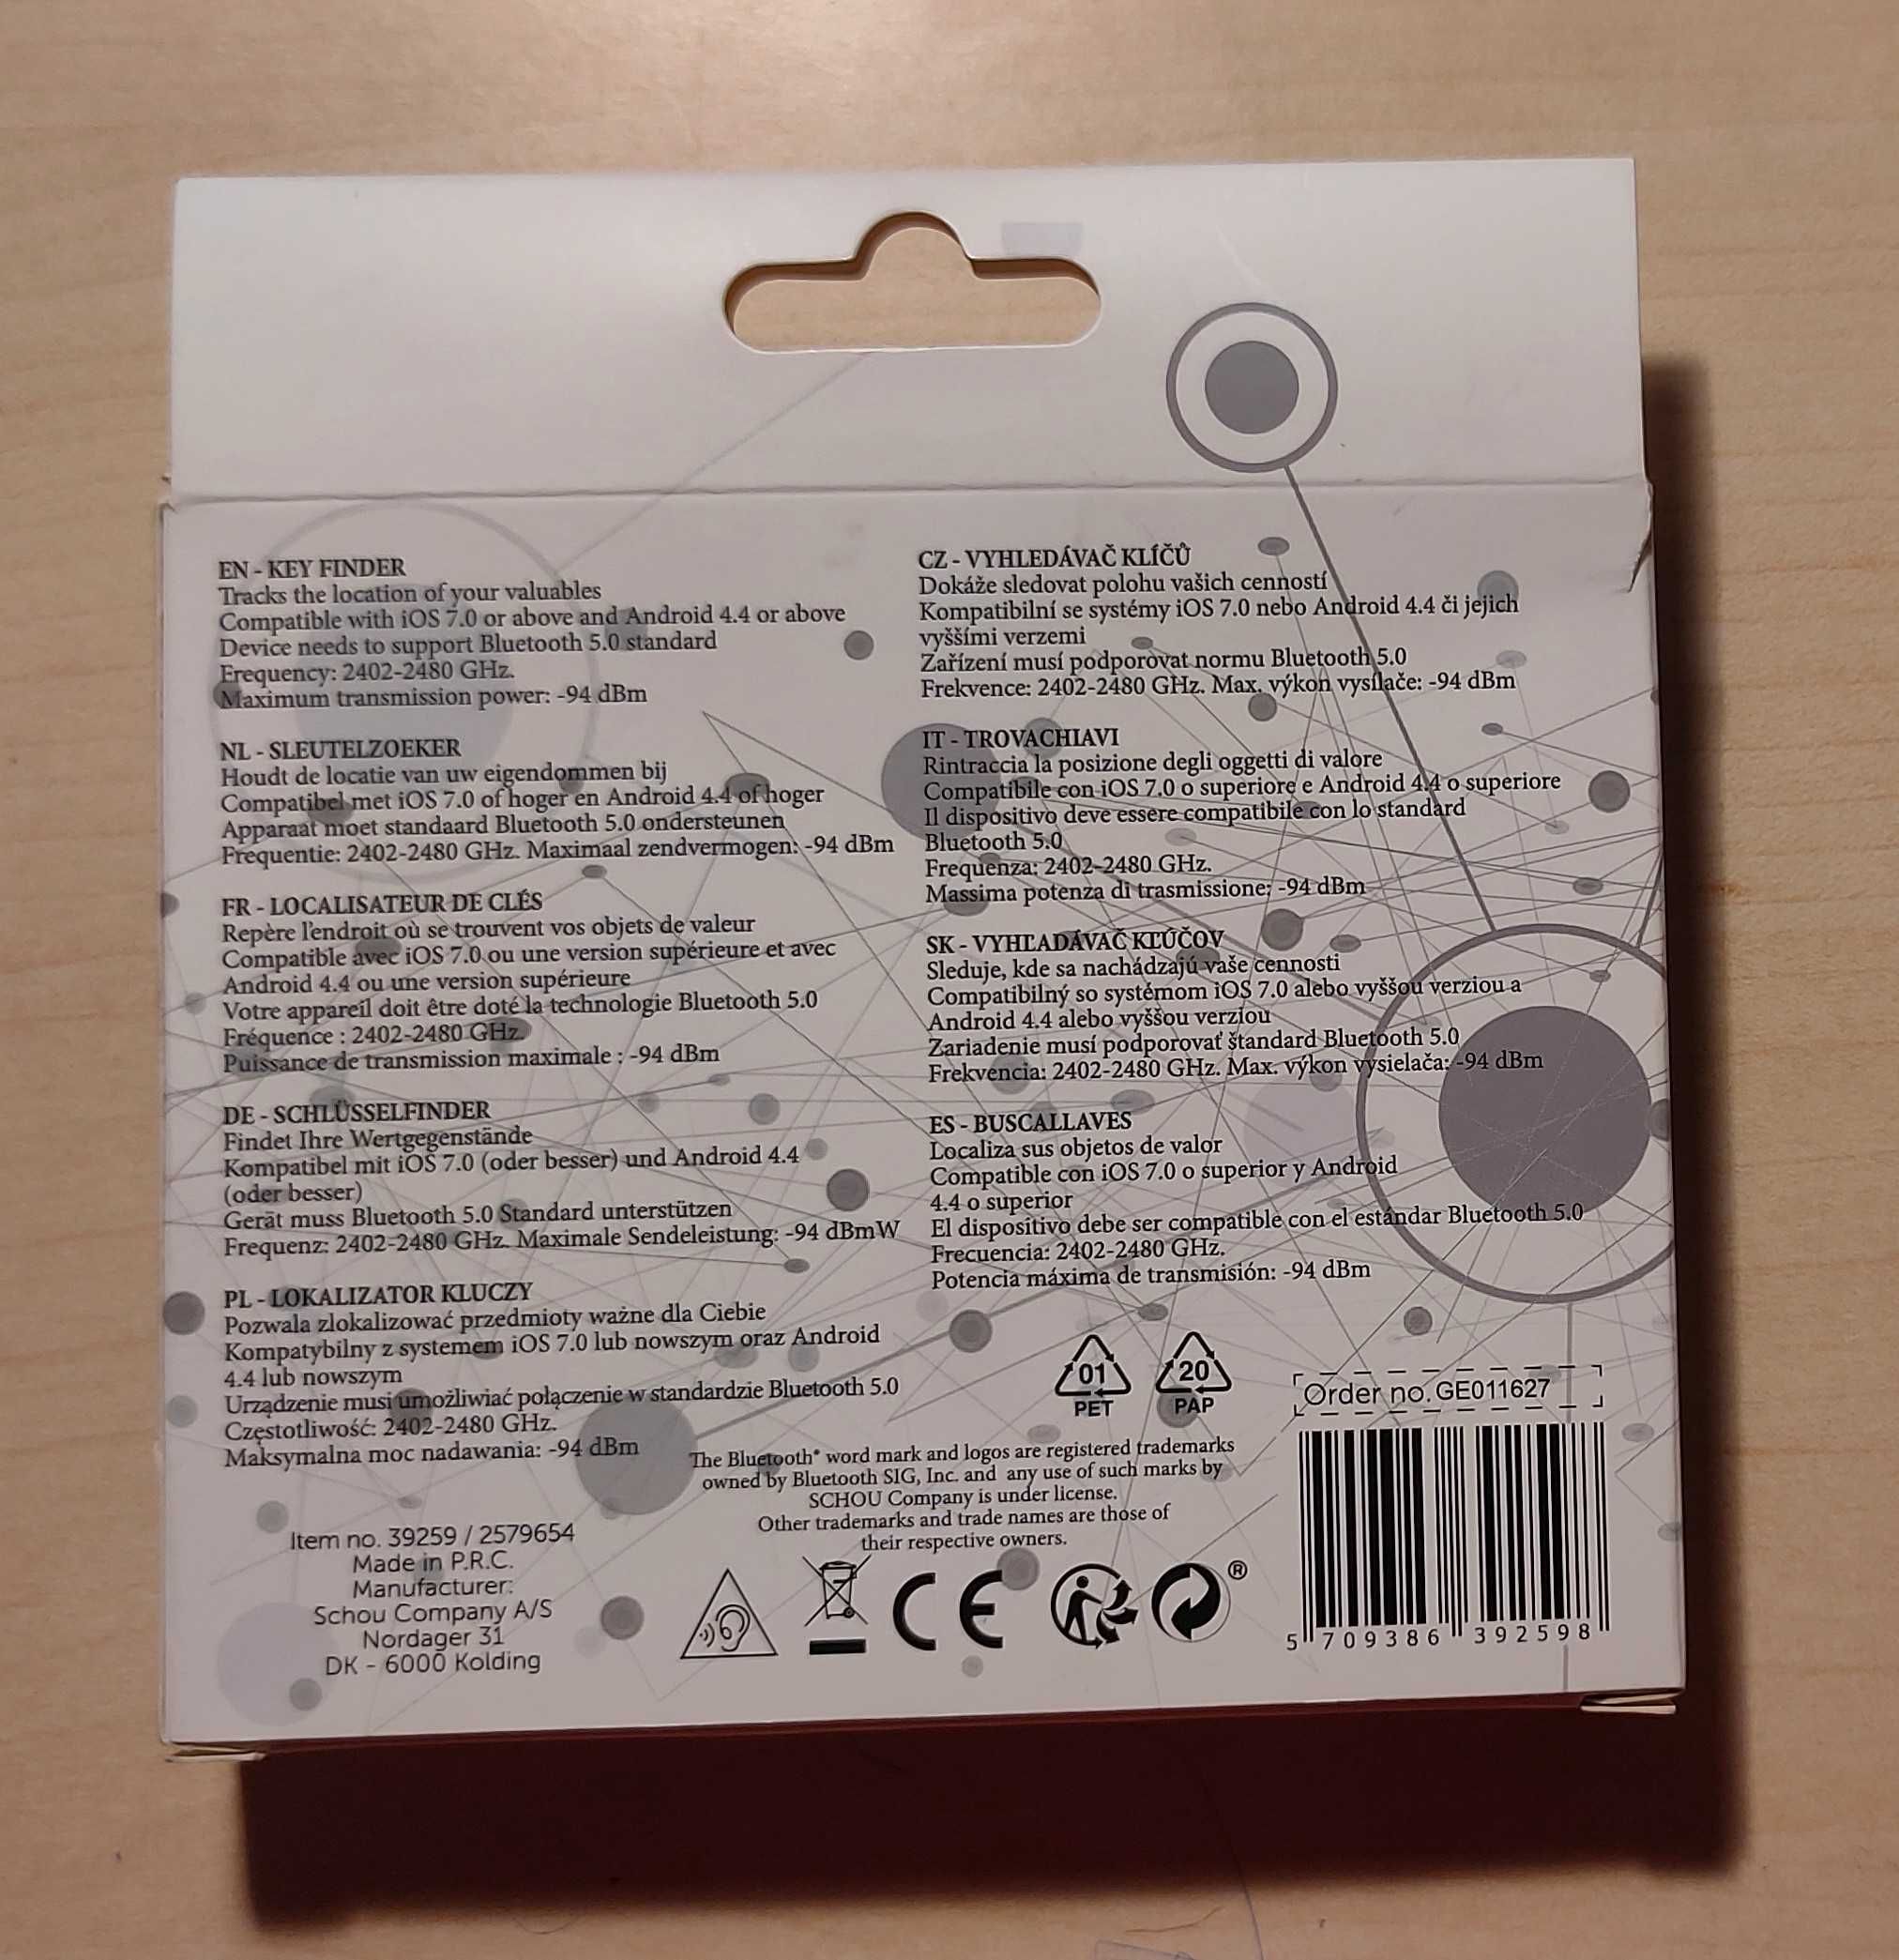 EN - KEY FINDER
Tracks the location of your valuables
Compatible with iOS 7.0 or above and Android 4.4 or above
Device needs to support Bluetooth 5.0 standard
Frequency: 2402-2480 GHz.
Maximum transmission power: -94 dBm
NL - SLEUTELZOEKER
Houdt de locatie van uw eigendommen bij
Compatibel met iOS 7.0 of hoger en Android 4.4 of hoger
Apparaat moet standaard Bluetooth 5.0 ondersteunen
Frequentie: 2402-2480 GHz. Maximaal zendvermogen: -94 dBm
FR - LOCALISATEUR DE CLÉS
Repère l'endroit où se trouvent vos objets de valeur
Compatible avec iOS 7.0 ou une version supérieure et avec
Android 4.4 ou une version supérieure
Votre appareil doit être doté la technologie Bluetooth 5.0
Fréquence : 2402-2480 GHz.
Puissance de transmission maximale : -94 dBm
DE - SCHLÜSSELFINDER
Findet Ihre Wertgegenstände
Kompatibel mit iOS 7.0 (oder besser) und Android 4.4
(oder besser)
Gerät muss Bluetooth 5.0 Standard unterstützen
Frequenz: 2402-2480 GHz. Maximale Sendeleistung: -94 dBmW
PL - LOKALIZATOR KLUCZY
Pozwala zlokalizować przedmioty ważne dla Ciebie
Kompatybilny z systemem iOS 7.0 lub nowszym oraz Android
4.4 lub nowszym
Urządzenie musi umożliwiać połączenie w standardzie Bluetooth 5.0
Częstotliwość: 2402-2480 GHz.
Maksymalna moc nadawania: -94 dBm
CZ - VYHLEDÁVAČ KLÍČŮ
Dokáže sledovat polohu vašich cenností
Kompatibilní se systémy iOS 7.0 nebo Android 4.4 či jejich
vyššími verzemi
Zařízení musí podporovat normu Bluetooth 5.0
Frekvence: 2402-2480 GHz. Max. výkon vysílače: -94 dBm
IT - TROVACHIAVI
Rintraccia la posizione degli oggetti di valore
Compatibile con iOS 7.0 o superiore e Android 4.4 o superiore
Il dispositivo deve essere compatibile con lo standard
Bluetooth 5.0
Frequenza: 2402-2480 GHz.
Massima potenza di trasmissione: -94 dBm
SK - VYHĽADÁVAČ KĽÚČOV
Sleduje, kde sa nachádzajú vaše cennosti
Compatibilný so systémom iOS 7.0 alebo vyššou verziou a
Android 4.4 alebo vyššou verziou
Zariadenie musí podporovať štandard Bluetooth 5.0
Frekvencia: 2402-2480 GHz. Max. výkon vysielača: -94 dBm
ES - BUSCALLAVES
Localiza sus objetos de valor
Compatible con iOS 7.0 o superior y Android
4.4 o superior
El dispositivo debe ser compatible con el estándar Bluetooth 5.0
Frecuencia: 2402-2480 GHz.
Potencia máxima de transmisión: -94 dBm
01 20
PET PAP
Order no. GE011627
The Bluetooth® word mark and logos are registered trademarks
owned by Bluetooth SIG, Inc. and any use of such marks by
SCHOU Company is under license.
Other trademarks and trade names are those of
their respective owners.
Item no. 39259 / 2579654
Made in P.R.C.
Manufacturer:
Schou Company A/S
Nordager 31
DK - 6000 Kolding
CE ®
5 709386 392598